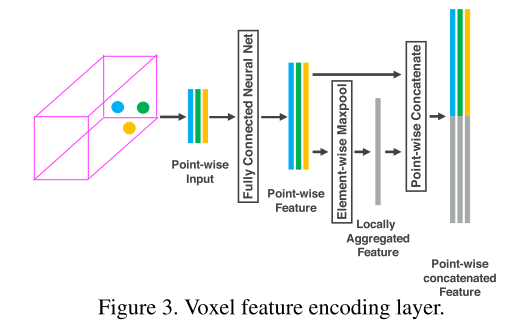 Point-wise
Input
Fully Connected Neural Net
Point-wise
Feature
Element-wise Maxpool
Locally
Aggregated
Feature
Point-wise Concatenate
Point-wise
concatenated
Feature
Figure 3. Voxel feature encoding layer.